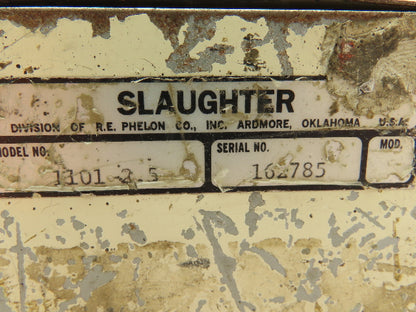 SLAUGHTER
DIVISION OF R.E. PHELON CO., INC. ARDMORE, OKLAHOMA U.S.A.
MODEL NO. SERIAL NO. MOD.
1101-2.5 162785